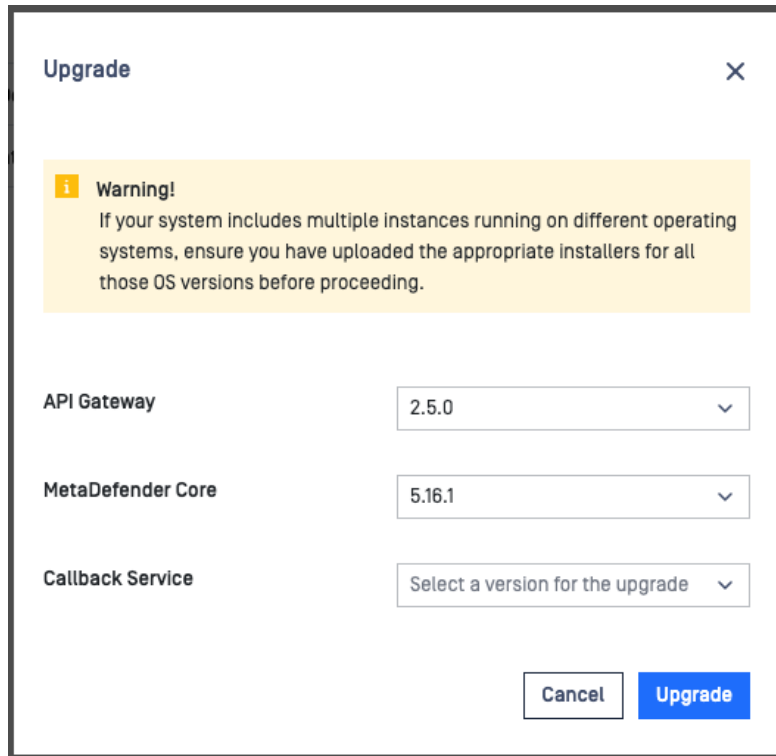 Upgrade
Warning!
If your system includes multiple instances running on different operating
systems, ensure you have uploaded the appropriate installers for all
those OS versions before proceeding.
API Gateway
2.5.0
MetaDefender Core
5.16.1
Callback Service
Select a version for the upgrade
Cancel
Upgrade